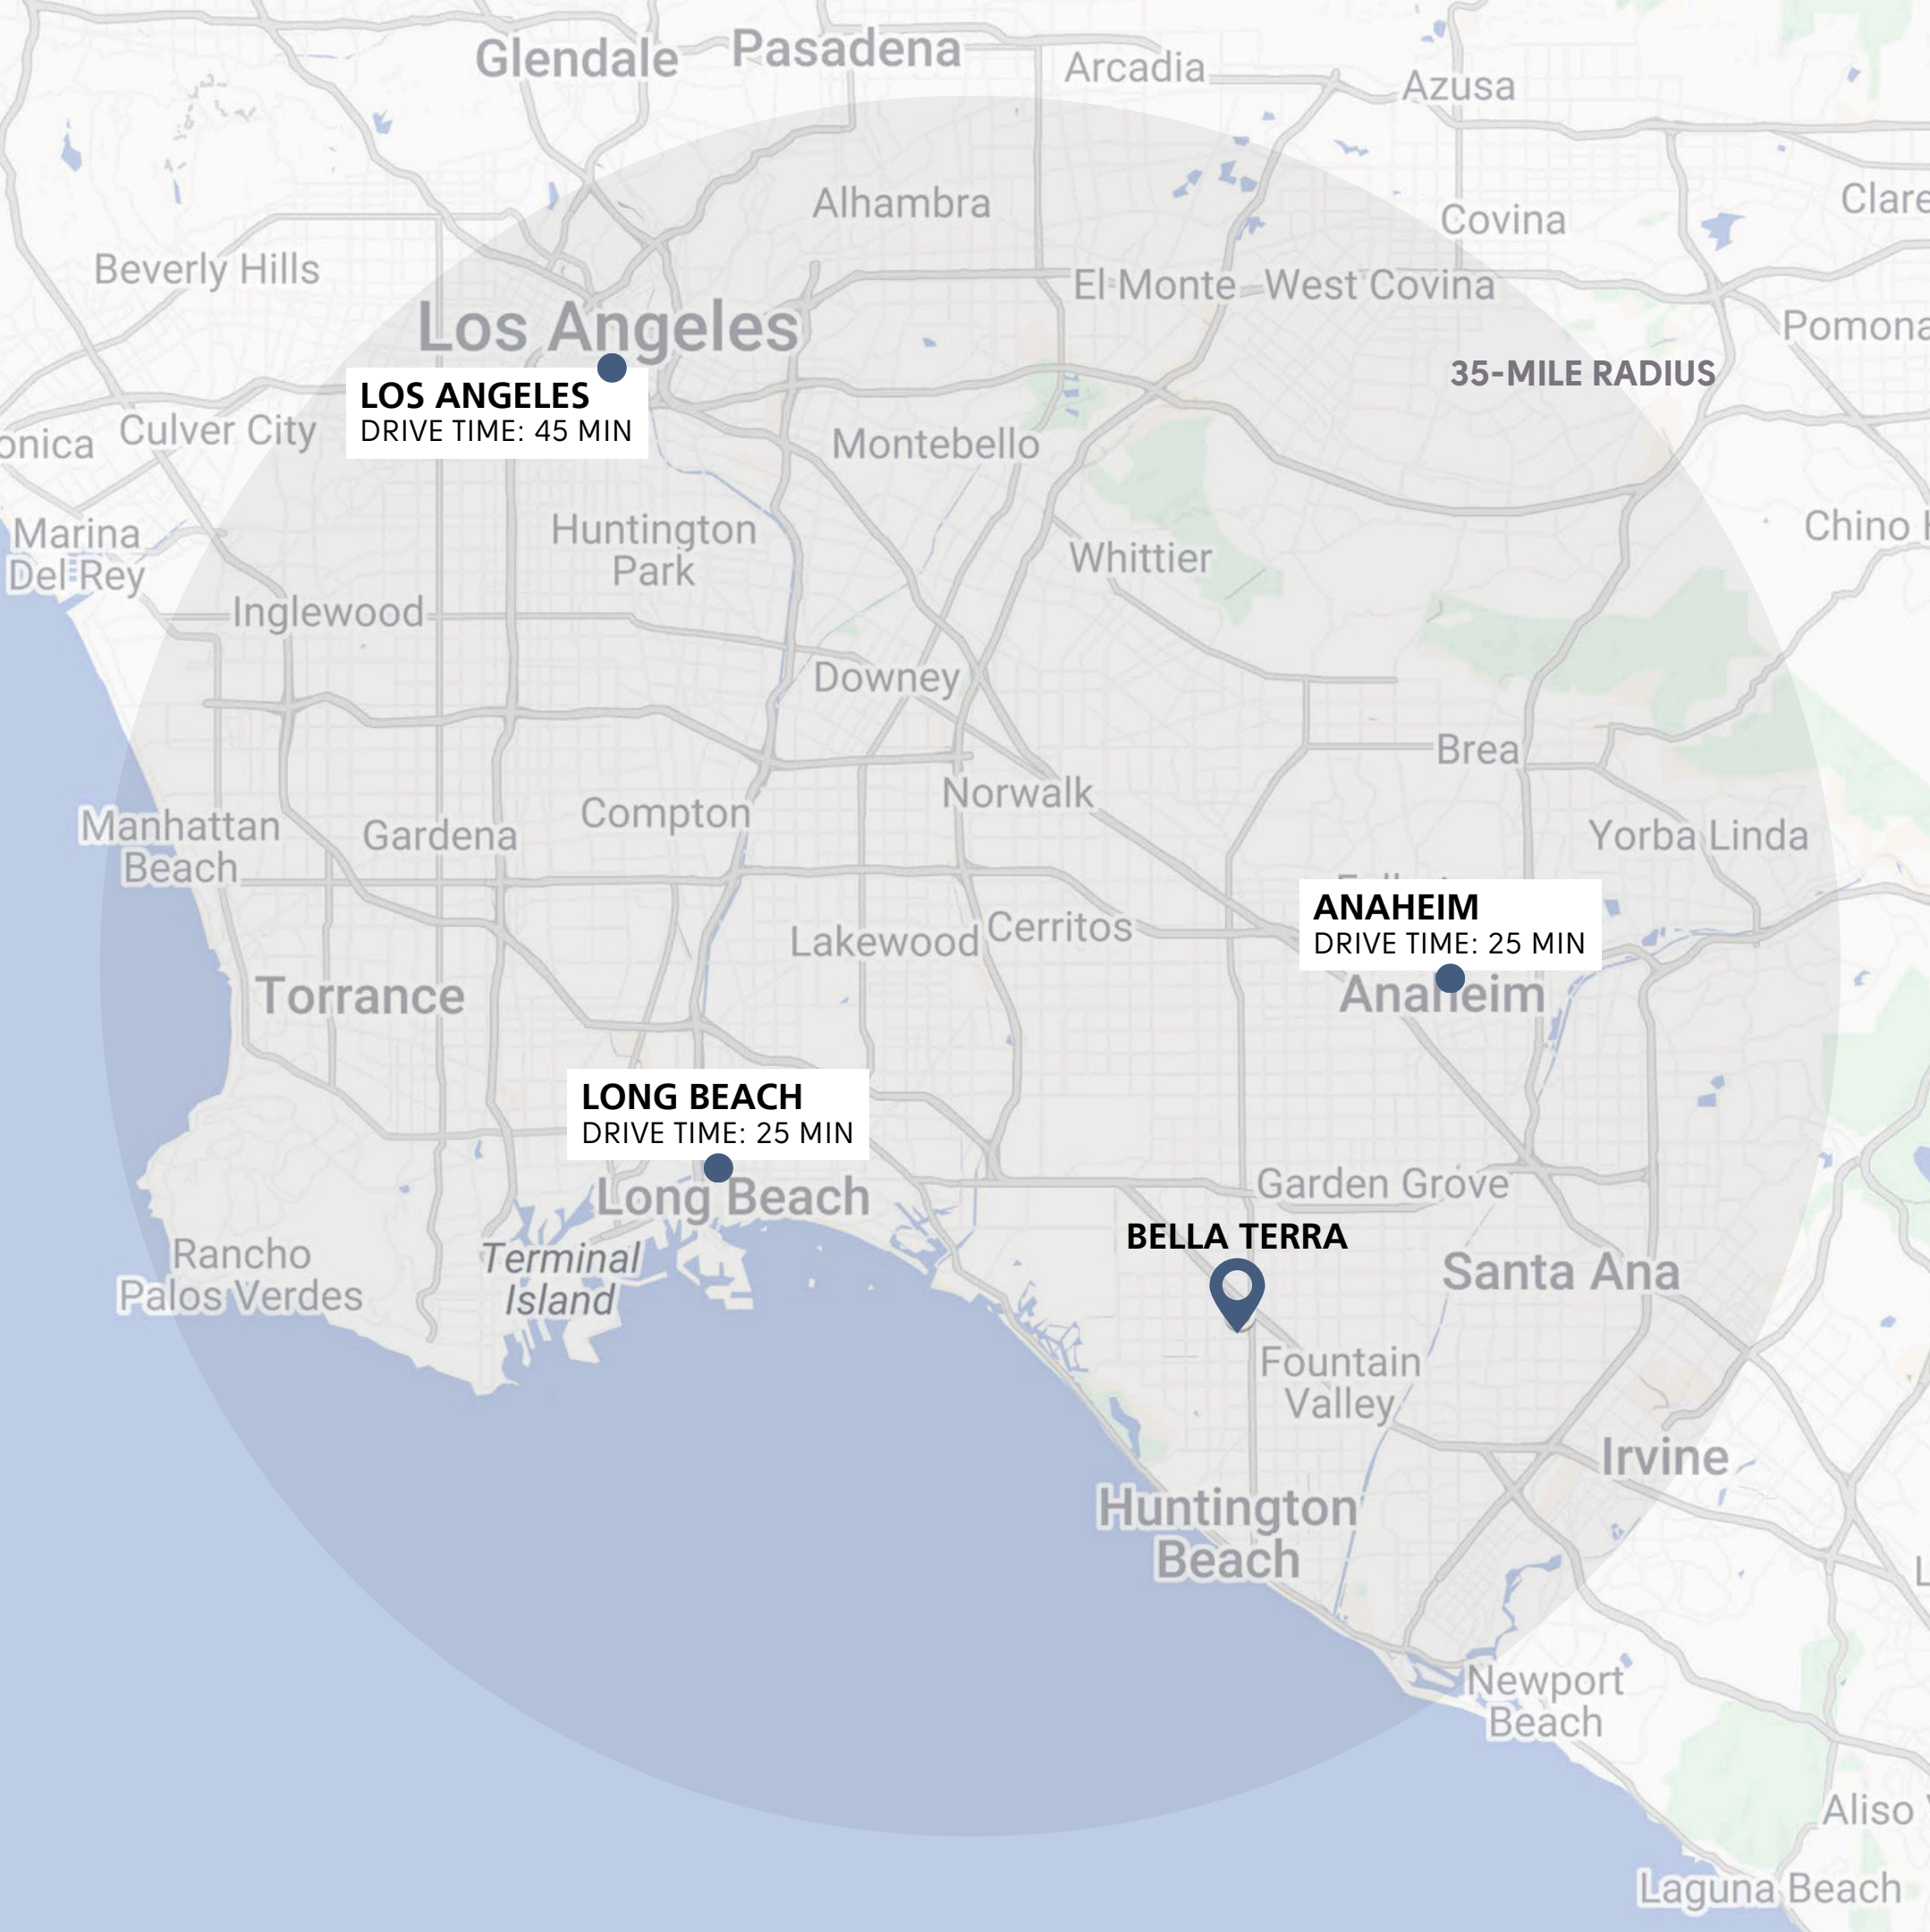 Glendale
Pasadena
Arcadia
Azusa
Alhambra
Clare
Covina
Beverly Hills
El Monte
West Covina
Los Angeles
Pomona
35-MILE RADIUS
LOS ANGELES
DRIVE TIME: 45 MIN
onica
Culver City
Montebello
Marina
Del Rey
Huntington
Park
Chino
Whittier
Inglewood
Downey
Brea
Norwalk
Manhattan
Beach
Gardena
Compton
Yorba Linda
ANAHEIM
DRIVE TIME: 25 MIN
Lakewood
Cerritos
Torrance
Anaheim
LONG BEACH
DRIVE TIME: 25 MIN
Long Beach
Garden Grove
BELLA TERRA
Rancho
Palos Verdes
Terminal
Island
Santa Ana
Fountain
Valley
Irvine
Huntington
Beach
L
Newport
Beach
Aliso
Laguna Beach